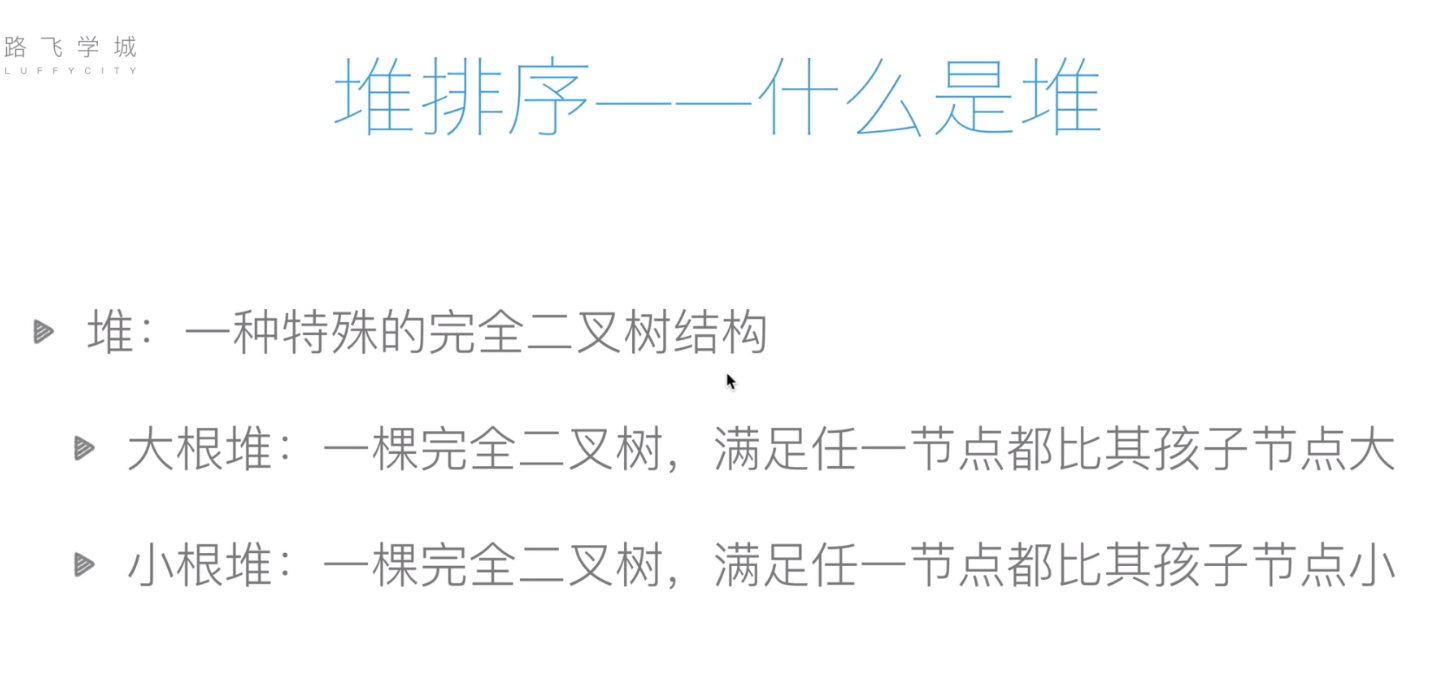 路飞学城
LUFFYCITY
堆排序——什么是堆
堆：一种特殊的完全二叉树结构
大根堆：一棵完全二叉树，满足任一节点都比其孩子节点大
小根堆：一棵完全二叉树，满足任一节点都比其孩子节点小